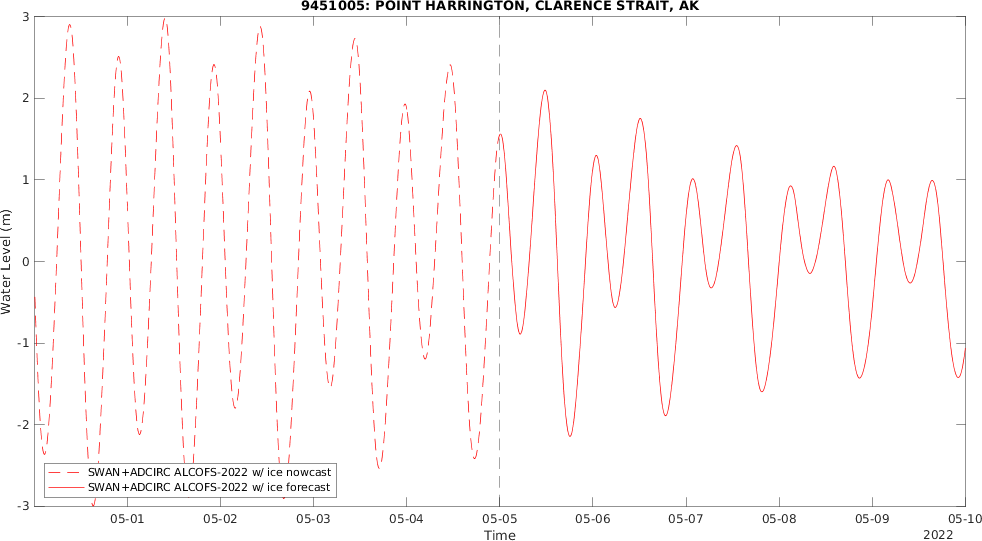 9451005: POINT HARRINGTON, CLARENCE STRAIT, AK
3
2
1
0
-1
-2
-3
Water Level (m)
SWAN+ADCIRC ALCOFS-2022 w/ ice nowcast
SWAN+ADCIRC ALCOFS-2022 w/ ice forecast
05-01 05-02 05-03 05-04 05-05 05-06 05-07 05-08 05-09 05-10
Time
2022